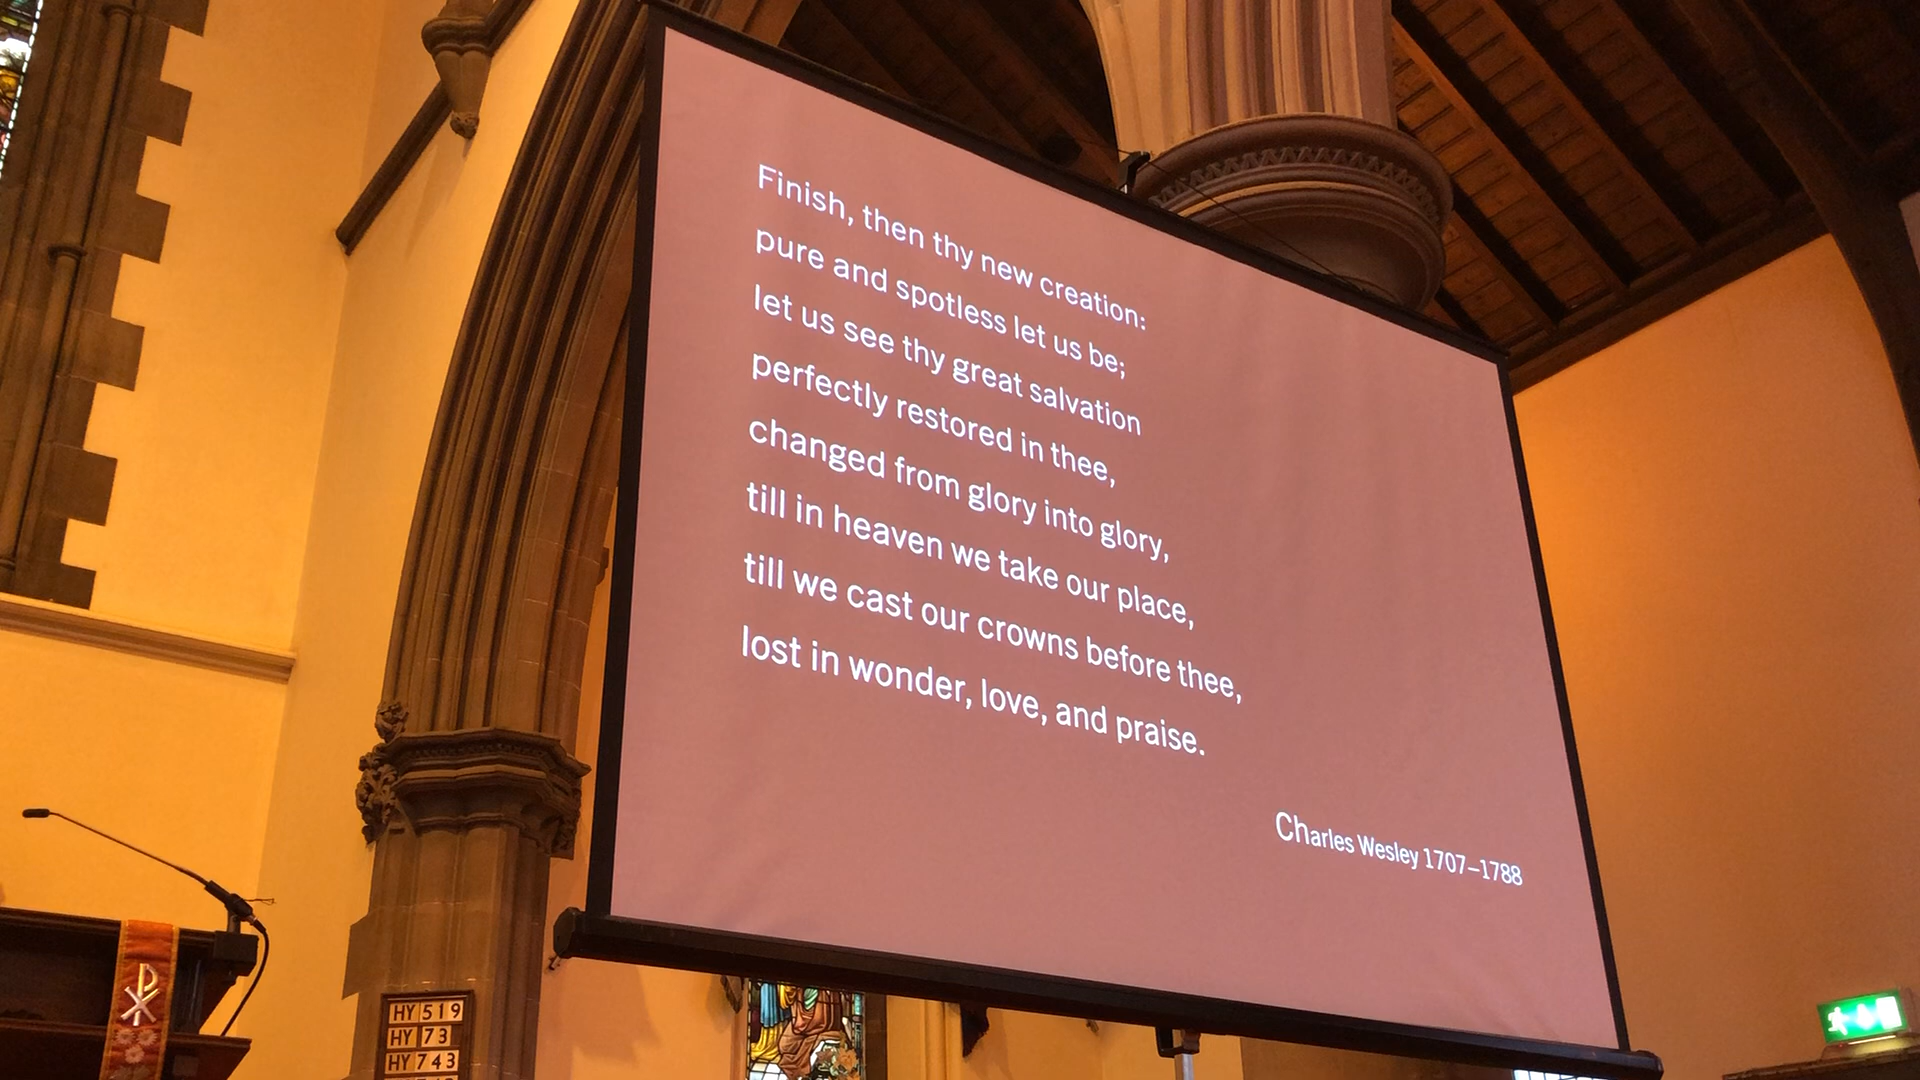 Finish, then thy new creation:
pure and spotless let us be;
let us see thy great salvation
perfectly restored in thee,
changed from glory into glory,
till in heaven we take our place,
till we cast our crowns before thee,
lost in wonder, love, and praise.
Charles Wesley 1707–1788
HY 519
HY 73
HY 743